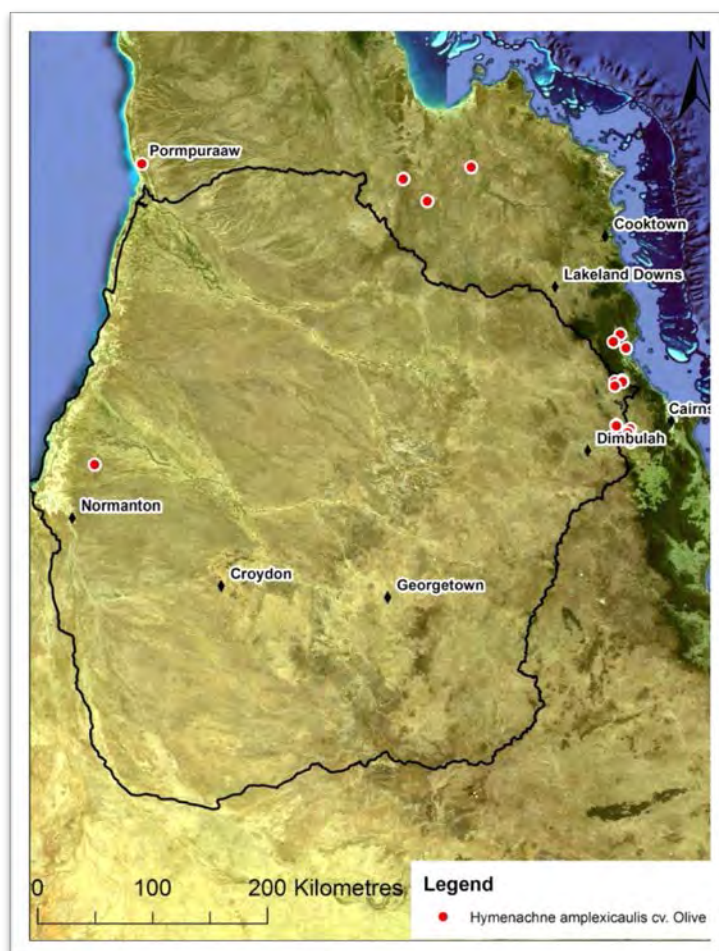 N
Pormpuraaw
Cooktown
Lakeland Downs
Cairns
Dimbulah
Normanton
Croydon
Georgetown
0 100 200 Kilometres
Legend
Hymenachne amplexicaulis cv. Olive